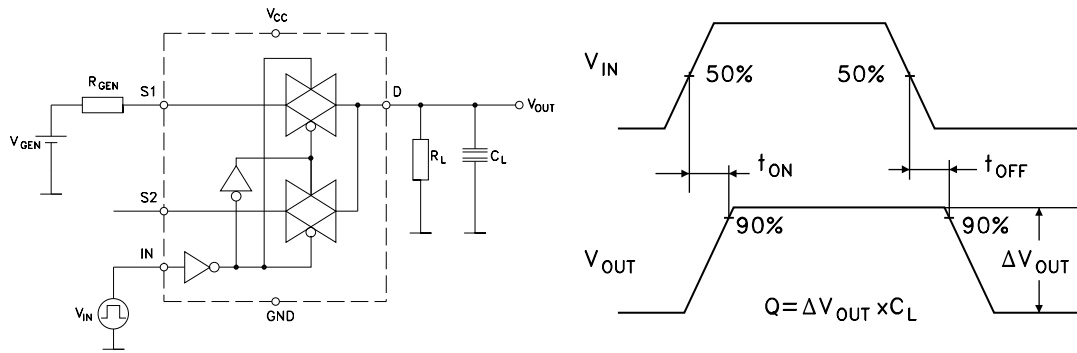 V_CC
R_GEN
S1
D
V_OUT
V_GEN
R_L
C_L
S2
IN
V_IN
GND
V_IN
50%
50%
t_ON
t_OFF
90%
90%
V_OUT
ΔV_OUT
Q=ΔV_OUT xC_L